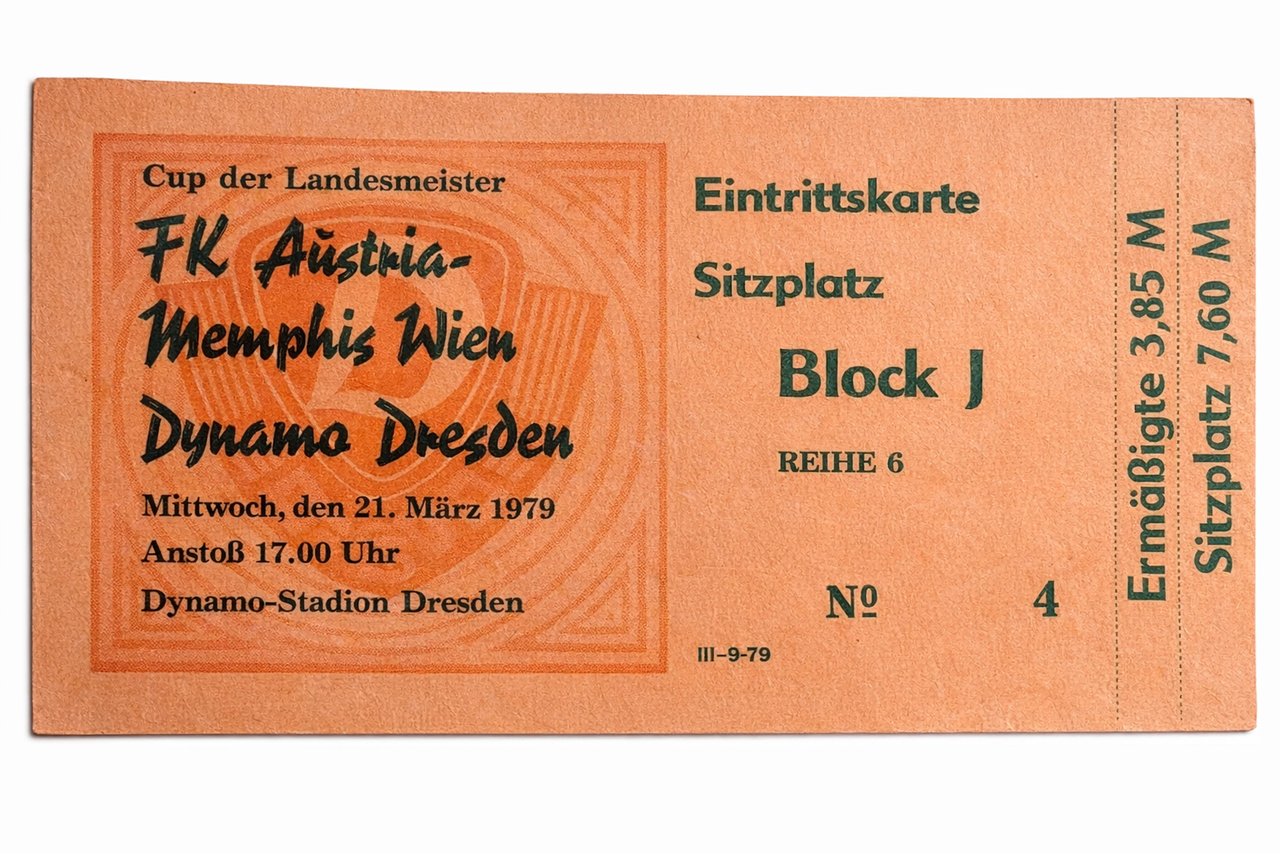 Cup der Landesmeister
FK Austria-
Memphis Wien
Dynamo Dresden
Mittwoch, den 21. März 1979
Anstoß 17.00 Uhr
Dynamo-Stadion Dresden
Eintrittskarte
Sitzplatz
Block J
REIHE 6
Nº 4
III–9-79
Ermäßigte 3,85 M
Sitzplatz 7,60 M
D